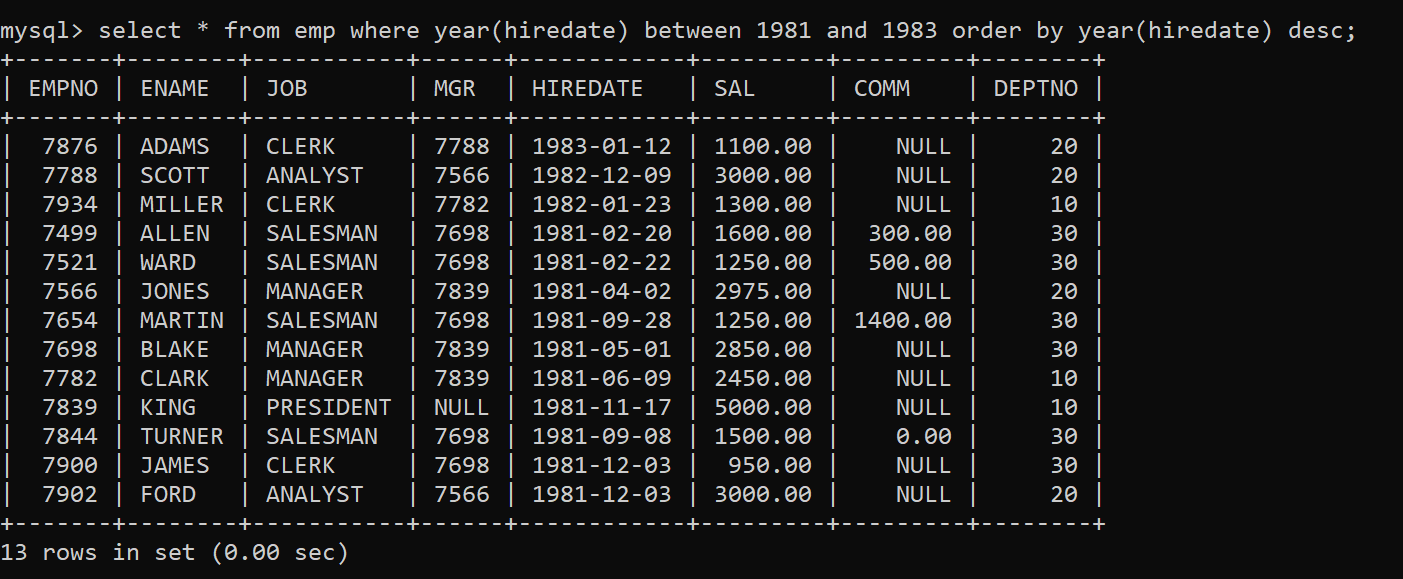 mysql> select * from emp where year(hiredate) between 1981 and 1983 order by year(hiredate) desc;
+-------+--------+-----------+------+------------+---------+---------+--------+
| EMPNO | ENAME  | JOB       | MGR  | HIREDATE   | SAL     | COMM    | DEPTNO |
+-------+--------+-----------+------+------------+---------+---------+--------+
|  7876 | ADAMS  | CLERK     | 7788 | 1983-01-12 | 1100.00 |    NULL |     20 |
|  7788 | SCOTT  | ANALYST   | 7566 | 1982-12-09 | 3000.00 |    NULL |     20 |
|  7934 | MILLER | CLERK     | 7782 | 1982-01-23 | 1300.00 |    NULL |     10 |
|  7499 | ALLEN  | SALESMAN  | 7698 | 1981-02-20 | 1600.00 |  300.00 |     30 |
|  7521 | WARD   | SALESMAN  | 7698 | 1981-02-22 | 1250.00 |  500.00 |     30 |
|  7566 | JONES  | MANAGER   | 7839 | 1981-04-02 | 2975.00 |    NULL |     20 |
|  7654 | MARTIN | SALESMAN  | 7698 | 1981-09-28 | 1250.00 | 1400.00 |     30 |
|  7698 | BLAKE  | MANAGER   | 7839 | 1981-05-01 | 2850.00 |    NULL |     30 |
|  7782 | CLARK  | MANAGER   | 7839 | 1981-06-09 | 2450.00 |    NULL |     10 |
|  7839 | KING   | PRESIDENT | NULL | 1981-11-17 | 5000.00 |    NULL |     10 |
|  7844 | TURNER | SALESMAN  | 7698 | 1981-09-08 | 1500.00 |    0.00 |     30 |
|  7900 | JAMES  | CLERK     | 7698 | 1981-12-03 |  950.00 |    NULL |     30 |
|  7902 | FORD   | ANALYST   | 7566 | 1981-12-03 | 3000.00 |    NULL |     20 |
+-------+--------+-----------+------+------------+---------+---------+--------+
13 rows in set (0.00 sec)